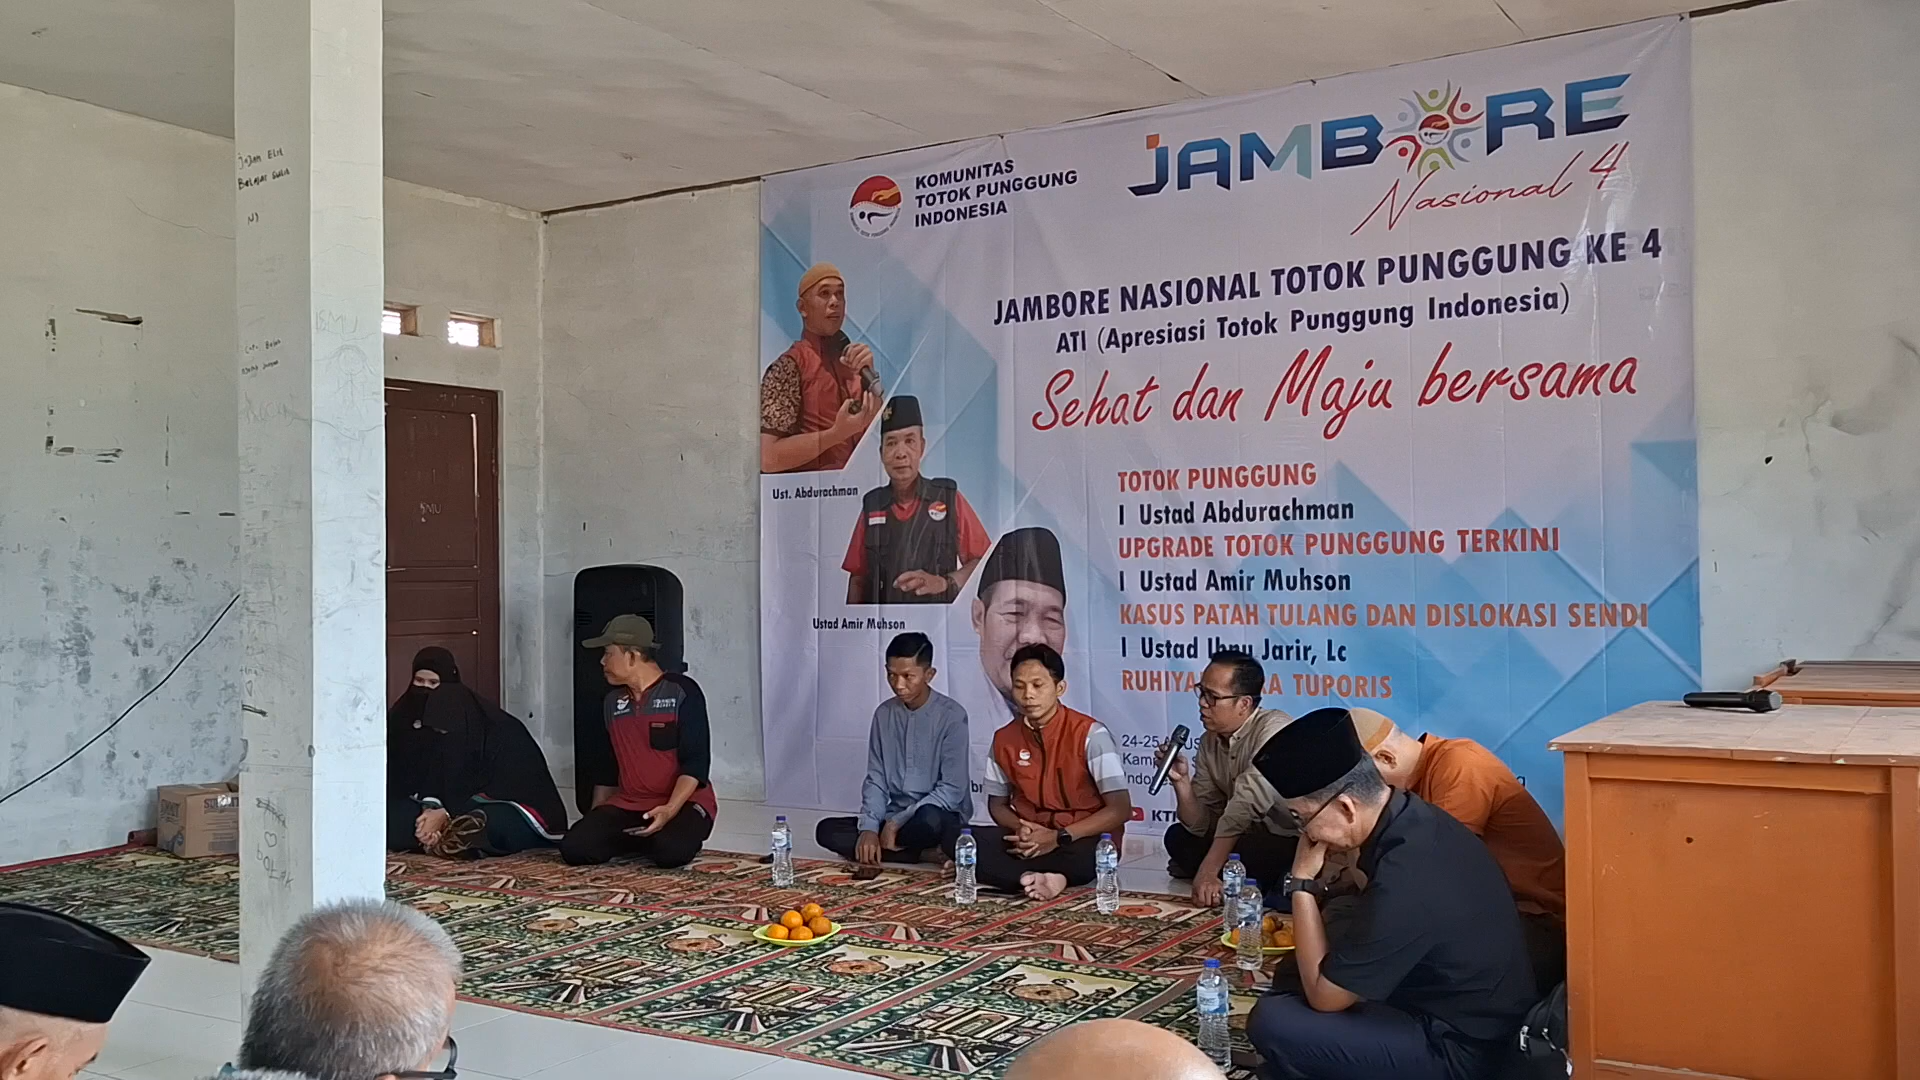 KOMUNITAS
TOTOK PUNGGUNG
INDONESIA
JAMBORE
Nasional 4
JAMBORE NASIONAL TOTOK PUNGGUNG KE 4
ATI (Apresiasi Totok Punggung Indonesia)
Sehat dan Maju bersama
TOTOK PUNGGUNG
I Ustad Abdurachman
UPGRADE TOTOK PUNGGUNG TERKINI
I Ustad Amir Muhson
KASUS PATAH TULANG DAN DISLOKASI SENDI
I Ustad Ibnu Jarir, Lc
TUPORIS
24-25
Ust. Abdurachman
Ustad Amir Muhson